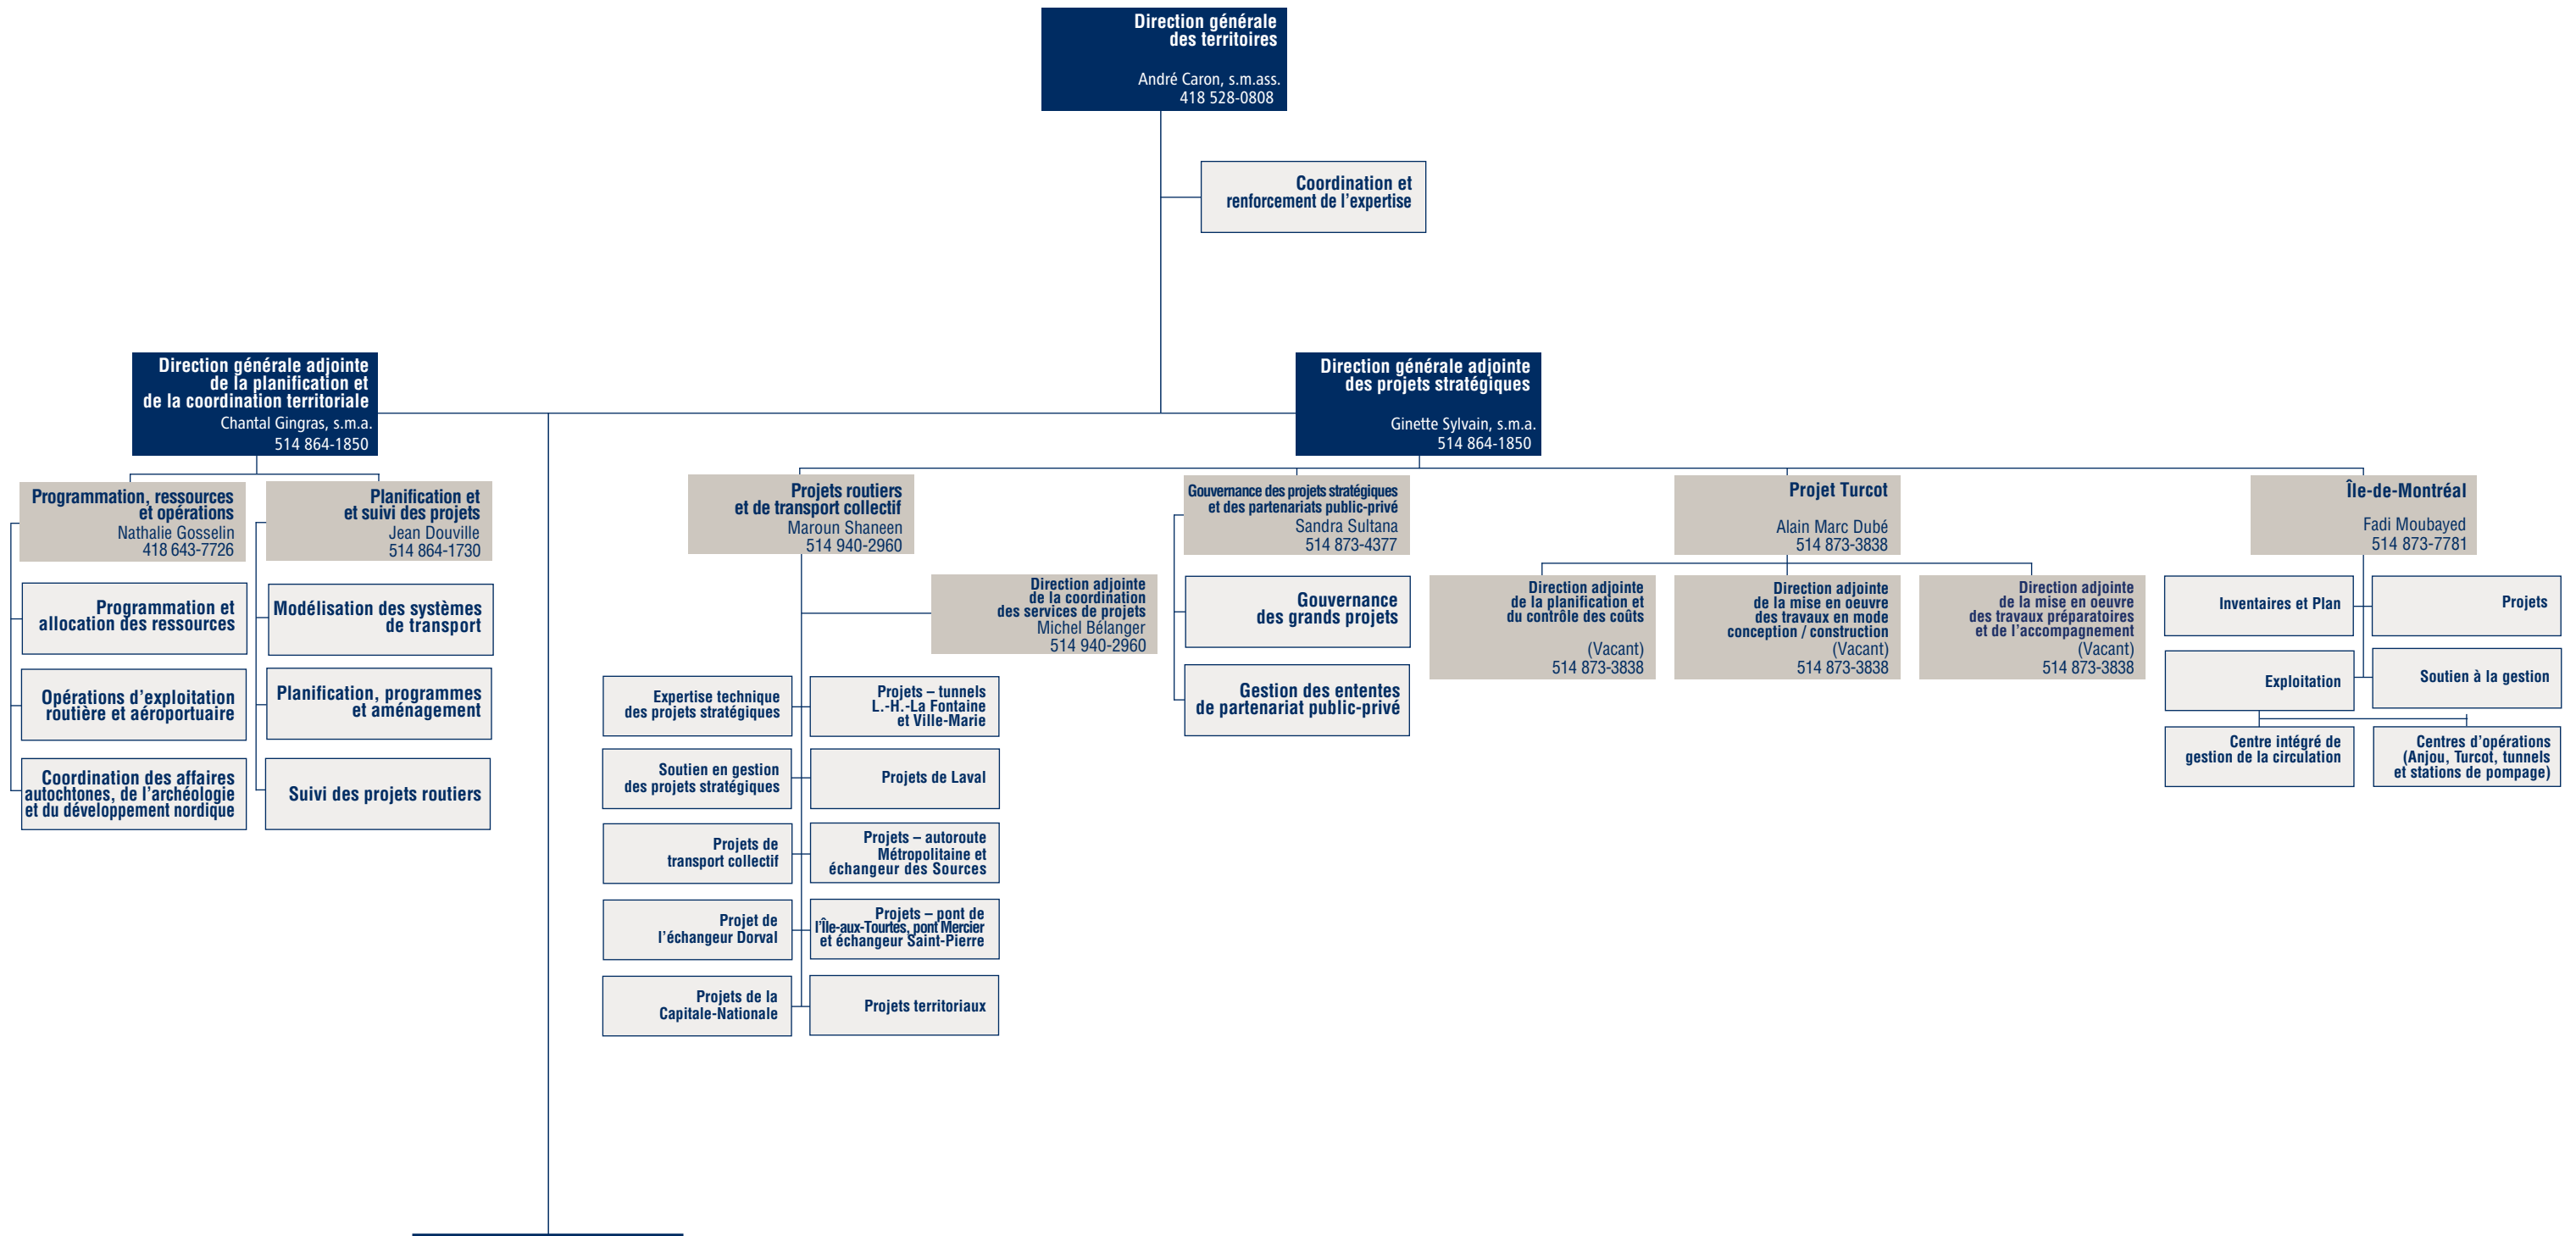 Direction générale
des territoires
André Caron, s.m.ass.
418 528-0808
Coordination et
renforcement de l'expertise
Direction générale adjointe
de la planification et
de la coordination territoriale
Chantal Gingras, s.m.a.
514 864-1850
Direction générale adjointe
des projets stratégiques
Ginette Sylvain, s.m.a.
514 864-1850
Programmation, ressources
et opérations
Nathalie Gosselin
418 643-7726
Programmation et
allocation des ressources
Opérations d'exploitation
routière et aéroportuaire
Coordination des affaires
autochtones, de l'archéologie
et du développement nordique
Planification et
et suivi des projets
Jean Douville
514 864-1730
Modélisation des systèmes
de transport
Planification, programmes
et aménagement
Suivi des projets routiers
Projets routiers
et de transport collectif
Maroun Shaneen
514 940-2960
Direction adjointe
de la coordination
des services de projets
Michel Bélanger
514 940-2960
Expertise technique
des projets stratégiques
Projets – tunnels
L.-H.-La Fontaine
et Ville-Marie
Soutien en gestion
des projets stratégiques
Projets de Laval
Projets de
transport collectif
Projets – autoroute
Métropolitaine et
échangeur des Sources
Projet de
l'échangeur Dorval
Projets – pont de
l'Île-aux-Tourtes, pont Mercier
et échangeur Saint-Pierre
Projets de la
Capitale-Nationale
Projets territoriaux
Gouvernance des projets stratégiques
et des partenariats public-privé
Sandra Sultana
514 873-4377
Gouvernance
des grands projets
Gestion des ententes
de partenariat public-privé
Projet Turcot
Alain Marc Dubé
514 873-3838
Direction adjointe
de la planification et
du contrôle des coûts
(Vacant)
514 873-3838
Direction adjointe
de la mise en oeuvre
des travaux en mode
conception / construction
(Vacant)
514 873-3838
Direction adjointe
de la mise en oeuvre
des travaux préparatoires
et de l'accompagnement
(Vacant)
514 873-3838
Île-de-Montréal
Fadi Moubayed
514 873-7781
Inventaires et Plan
Projets
Exploitation
Soutien à la gestion
Centre intégré de
gestion de la circulation
Centres d'opérations
(Anjou, Turcot, tunnels
et stations de pompage)